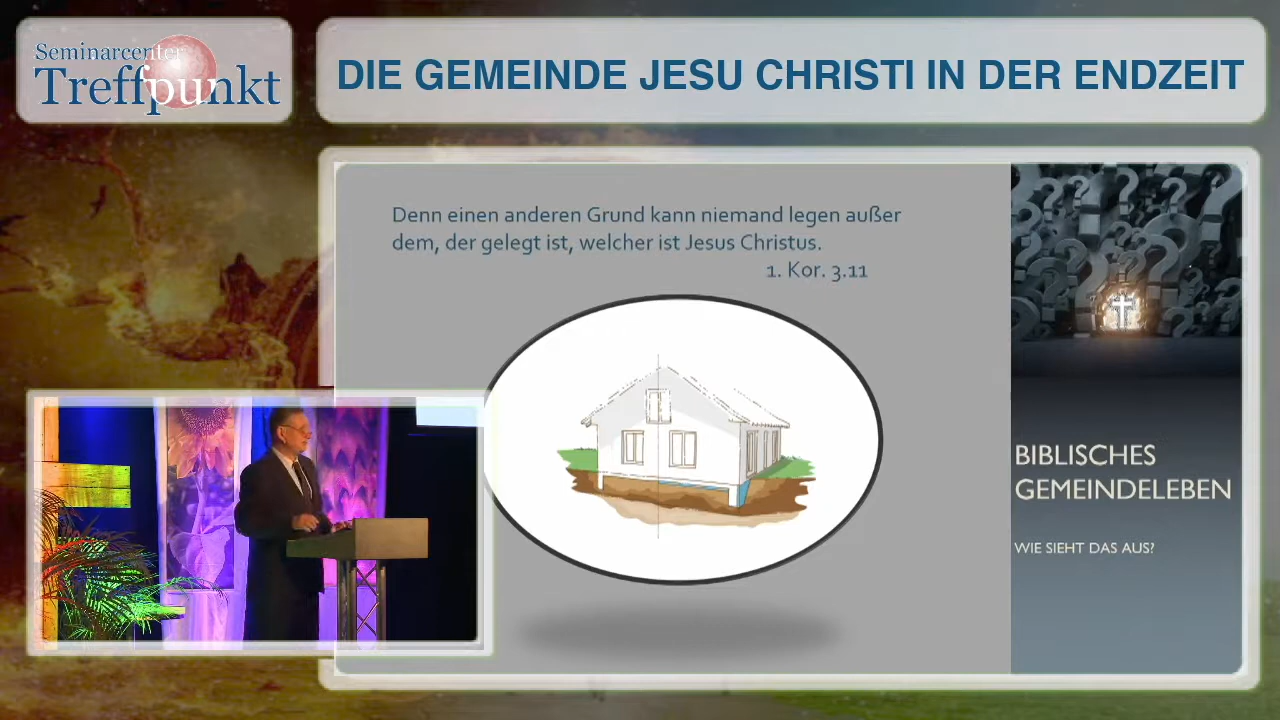 Seminarcenter
Treffpunkt
DIE GEMEINDE JESU CHRISTI IN DER ENDZEIT
Denn einen anderen Grund kann niemand legen außer
dem, der gelegt ist, welcher ist Jesus Christus.
1. Kor. 3.11
BIBLISCHES
GEMEINDELEBEN
WIE SIEHT DAS AUS?